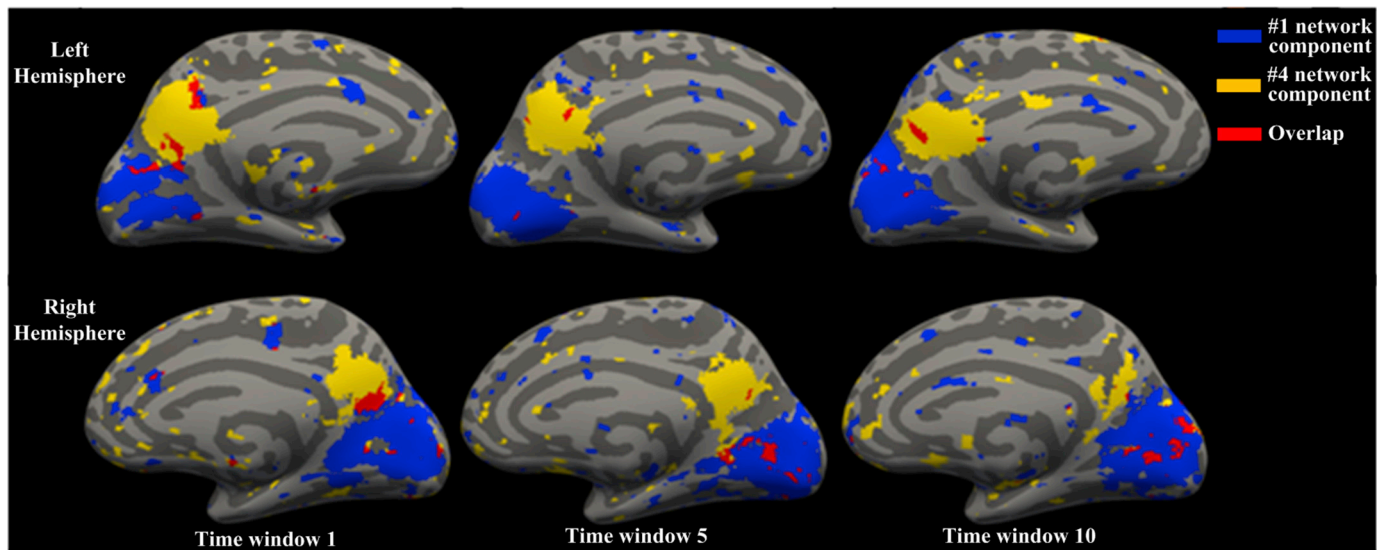 Left
Hemisphere
#1 network
component
#4 network
component
Overlap
Right
Hemisphere
Time window 1
Time window 5
Time window 10